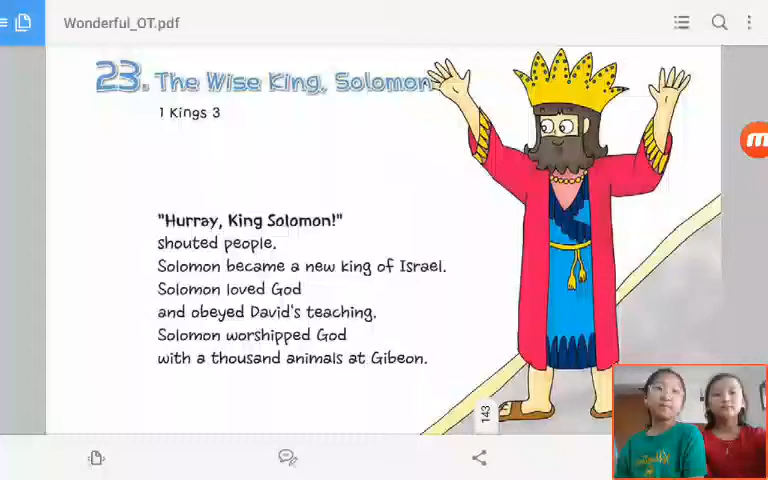 Wonderful_OT.pdf
23. The Wise King, Solomon
1 Kings 3
"Hurray, King Solomon!"
shouted people.
Solomon became a new king of Israel.
Solomon loved God
and obeyed David's teaching.
Solomon worshipped God
with a thousand animals at Gibeon.
143